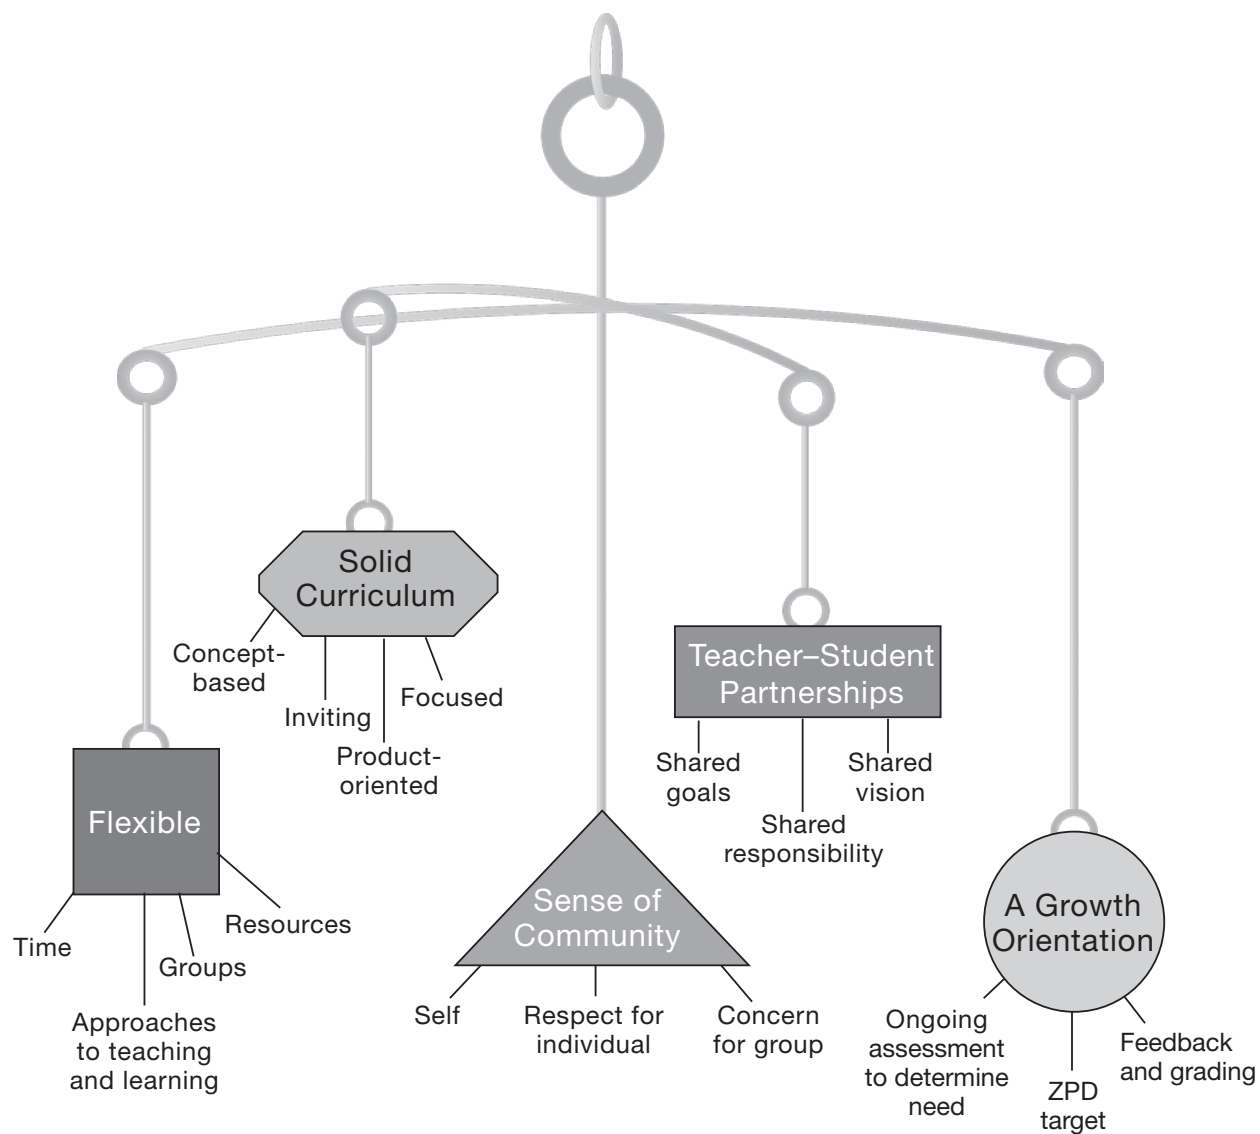 Solid
Curriculum
Concept-
based
Inviting
Product-
oriented
Focused
Teacher–Student
Partnerships
Shared
goals
Shared
responsibility
Shared
vision
Flexible
Time
Approaches
to teaching
and learning
Groups
Resources
Sense of
Community
Self
Respect for
individual
Concern
for group
A Growth
Orientation
Ongoing
assessment
to determine
need
ZPD
target
Feedback
and grading